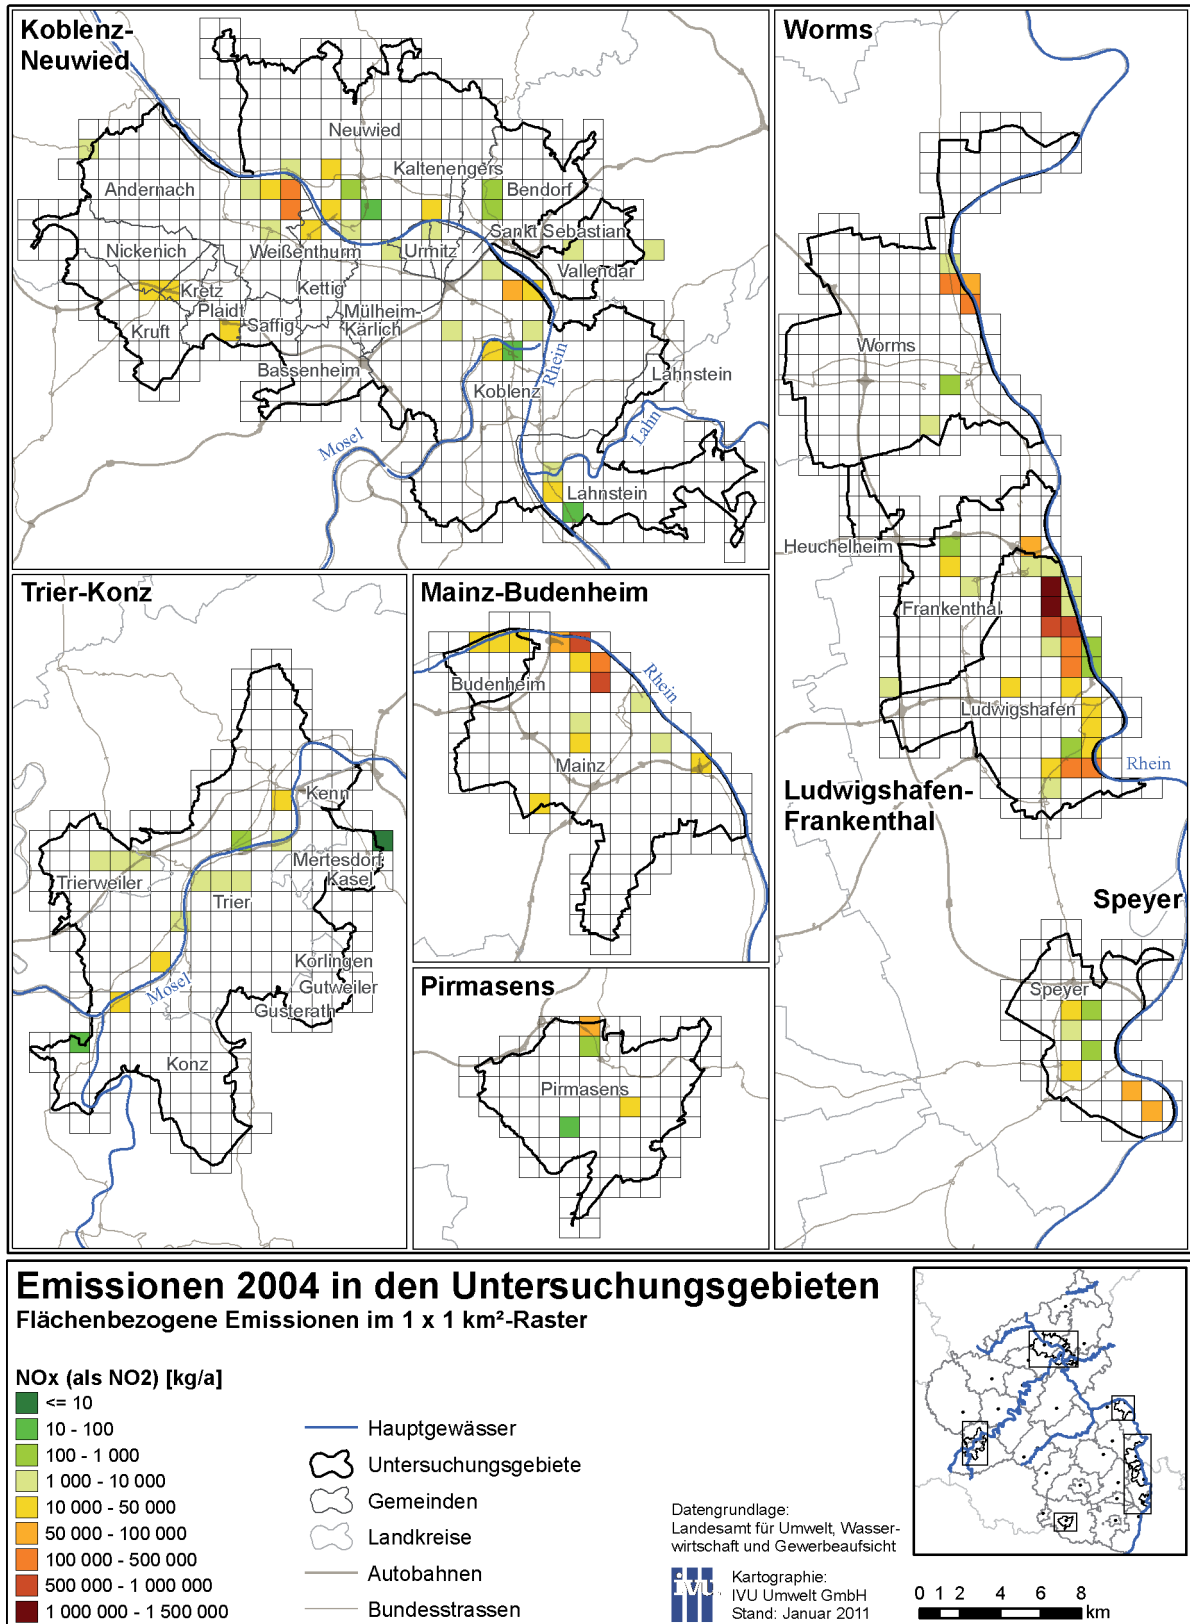 Koblenz-
Neuwied
Neuwied
Kaltenengers
Andernach
Bendorf
Sankt Sebastian
Nickenich
Weißenthurm
Urmitz
Vallendar
Kretz
Kettig
Plaidt
Saffig
Mülheim-
Kärlich
Kruft
Bassenheim
Koblenz
Rhein
Lahnstein
Mosel
Lahn
Lahnstein
Worms
Worms
Heuchelheim
Frankenthal
Ludwigshafen
Rhein
Ludwigshafen-
Frankenthal
Speyer
Speyer
Trier-Konz
Kenn
Mertesdorf
Kasel
Trierweiler
Trier
Korlingen
Gutweiler
Gusterath
Mosel
Konz
Mainz-Budenheim
Rhein
Budenheim
Mainz
Pirmasens
Pirmasens
Emissionen 2004 in den Untersuchungsgebieten
Flächenbezogene Emissionen im 1 x 1 km²-Raster
NOx (als NO2) [kg/a]
<= 10
10 - 100
100 - 1 000
1 000 - 10 000
10 000 - 50 000
50 000 - 100 000
100 000 - 500 000
500 000 - 1 000 000
1 000 000 - 1 500 000
Hauptgewässer
Untersuchungsgebiete
Gemeinden
Landkreise
Autobahnen
Bundesstrassen
Datengrundlage:
Landesamt für Umwelt, Wasser-
wirtschaft und Gewerbeaufsicht
ivu
Kartographie:
IVU Umwelt GmbH
Stand: Januar 2011
0 1 2 4 6 8
km